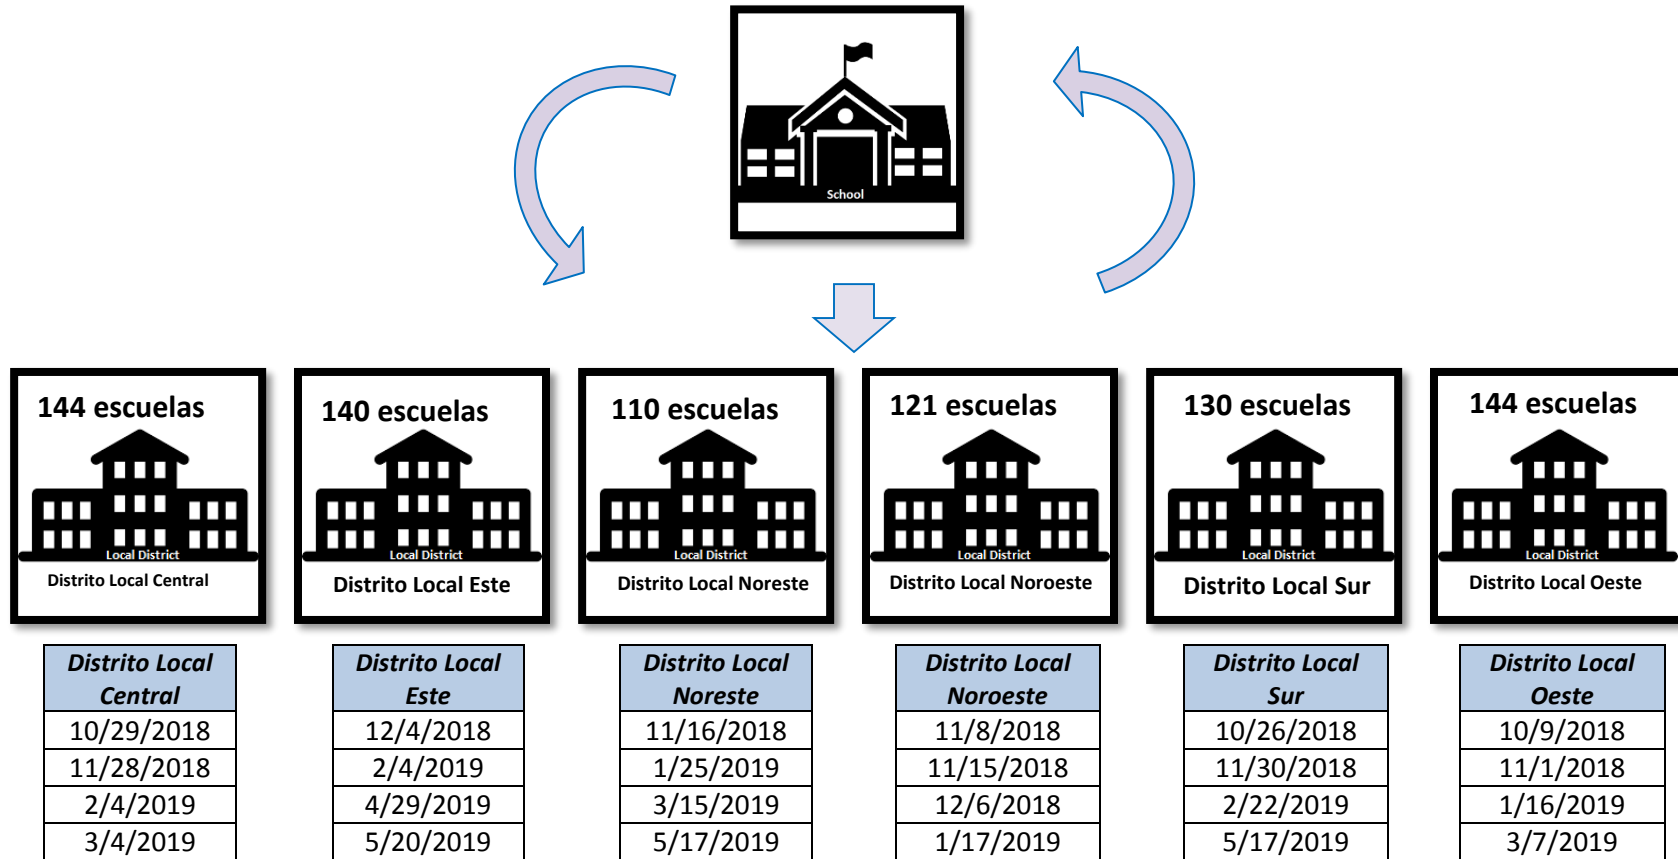 School
144 escuelas
Local District
Distrito Local Central
140 escuelas
Local District
Distrito Local Este
110 escuelas
Local District
Distrito Local Noreste
121 escuelas
Local District
Distrito Local Noroeste
130 escuelas
Local District
Distrito Local Sur
144 escuelas
Local District
Distrito Local Oeste
Distrito Local
Central
10/29/2018
11/28/2018
2/4/2019
3/4/2019
Distrito Local
Este
12/4/2018
2/4/2019
4/29/2019
5/20/2019
Distrito Local
Noreste
11/16/2018
1/25/2019
3/15/2019
5/17/2019
Distrito Local
Noroeste
11/8/2018
11/15/2018
12/6/2018
1/17/2019
Distrito Local
Sur
10/26/2018
11/30/2018
2/22/2019
5/17/2019
Distrito Local
Oeste
10/9/2018
11/1/2018
1/16/2019
3/7/2019